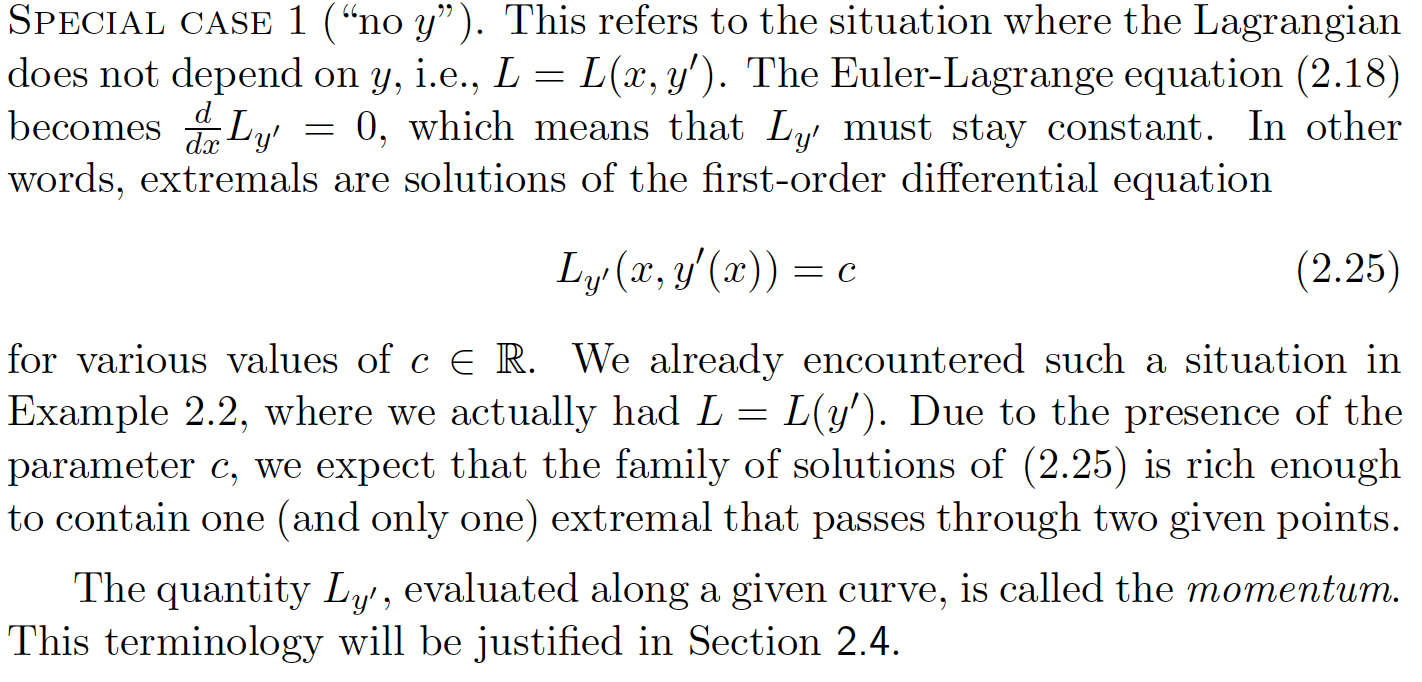 SPECIAL CASE 1 (“no y”). This refers to the situation where the Lagrangian
does not depend on y, i.e., L = L(x, y′). The Euler-Lagrange equation (2.18)
becomes $\frac{d}{dx}L_{y'} = 0$, which means that $L_{y'}$ must stay constant. In other
words, extremals are solutions of the first-order differential equation
$L_{y'}(x, y'(x)) = c$ (2.25)
for various values of c ∈ ℝ. We already encountered such a situation in
Example 2.2, where we actually had L = L(y′). Due to the presence of the
parameter c, we expect that the family of solutions of (2.25) is rich enough
to contain one (and only one) extremal that passes through two given points.
The quantity $L_{y'}$, evaluated along a given curve, is called the momentum.
This terminology will be justified in Section 2.4.